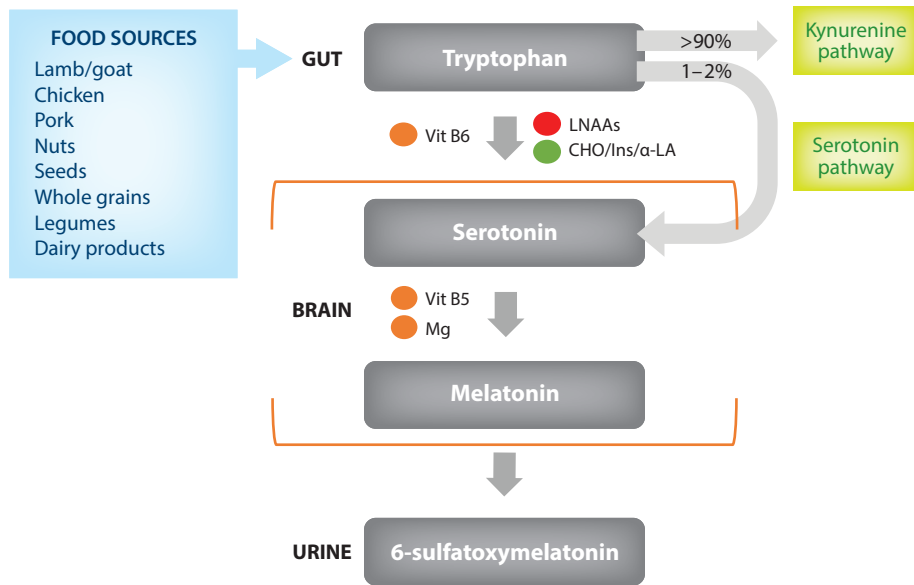 FOOD SOURCES
Lamb/goat
Chicken
Pork
Nuts
Seeds
Whole grains
Legumes
Dairy products
GUT
Tryptophan
>90%
1–2%
Kynurenine
pathway
Serotonin
pathway
Vit B6
LNAAs
CHO/Ins/α-LA
Serotonin
BRAIN
Vit B5
Mg
Melatonin
URINE
6-sulfatoxymelatonin